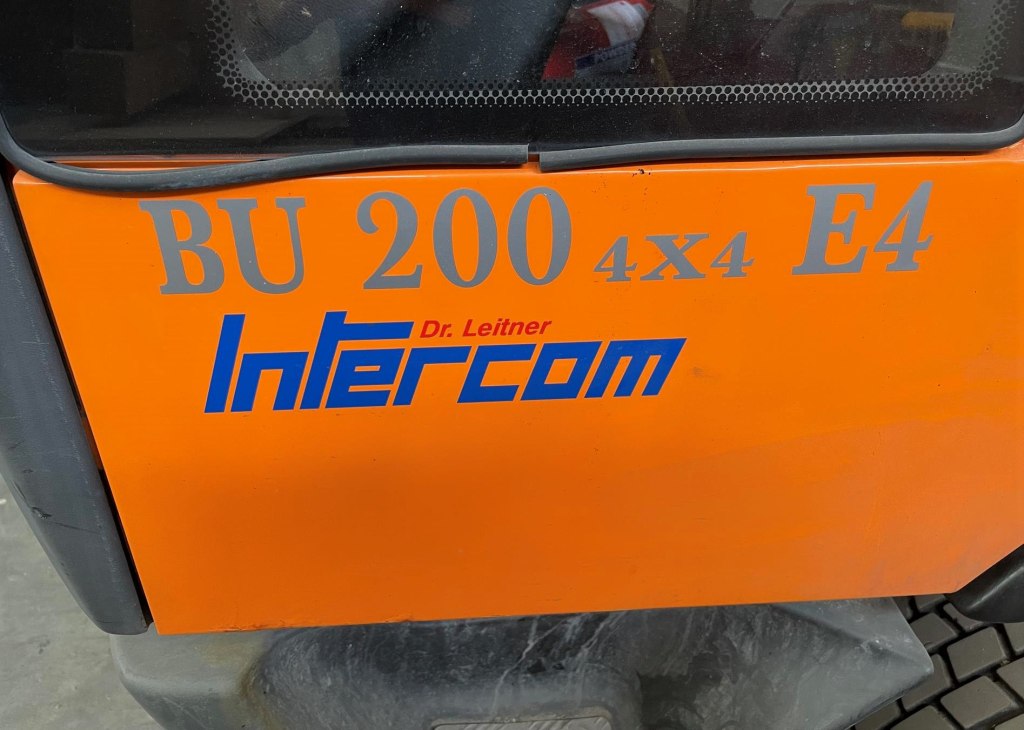 BU 200 4X4 E4
Dr. Leitner
Intercom